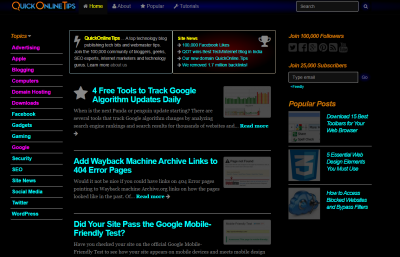 QUICK ONLINE TIPS
Home
About
Popular
Tutorials
Topics
Advertising
Apple
Blogging
Computers
Domain Hosting
Downloads
Facebook
Gadgets
Gaming
Google
Security
SEO
Site News
Social Media
Twitter
WordPress
QuickOnlineTips - A top technology blog
publishing tech bits and webmaster tips.
Join the 100,000 community of bloggers, geeks,
SEO experts, internet marketers and technology
gurus. Learn more about us
Site News
100,000 Facebook Likes
QOT wins Best Tech/Internet Blog in India
Our new domain QuickOnline.Tips
We removed 1.7 million backlinks!
4 Free Tools to Track Google
Algorithm Updates Daily
When is the next Panda or penguin update starting? There are
several tools that track Google algorithm changes by analyzing
search engine rankings and search results for thousands of websites and... Read more
Add Wayback Machine Archive Links to
404 Error Pages
Would it not be nice if you could have links on 404 Error pages
pointing to Wayback machine Archive.org links on how the pages
looked like in the past. Of... Read more
Did Your Site Pass the Google Mobile-
Friendly Test?
Have you checked your site on the official Google Mobile-
Friendly Test to see how your site appears on mobile devices and meets mobile design
Join 100,000 Followers
Join 25,000 Subscribers
Type email
Go
+Feedly
Popular Posts
Download 15 Best
Toolbars for Your
Web Browser
5 Essential Web
Design Elements
You Must Use
How to Access
Blocked Websites
and Bypass Filters